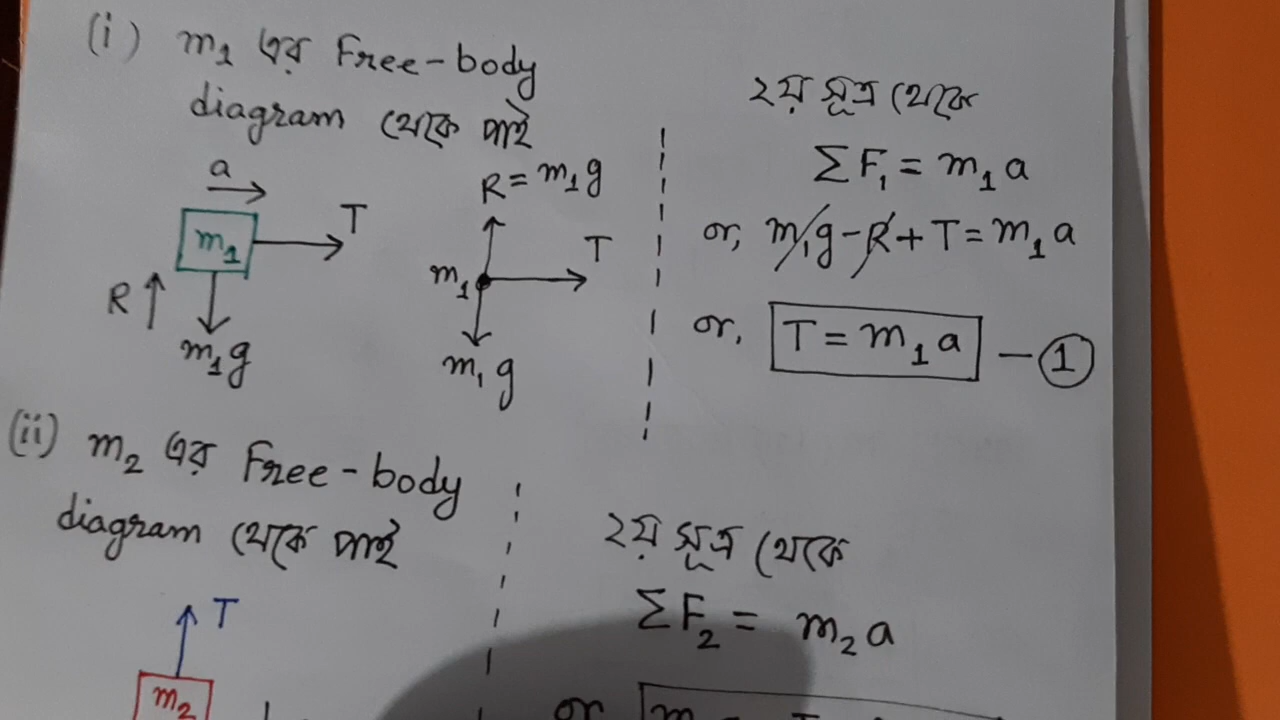 (i) m₁ এর Free-body
diagram থেকে পাই
a
T
m₁
R
m₁g
R = m₁g
T
m₁
m₁g
২য় সূত্র থেকে
ΣF₁ = m₁a
or, m₁g - R + T = m₁a
or, T = m₁a - ①
(ii) m₂ এর Free-body
diagram থেকে পাই
T
m₂
২য় সূত্র থেকে
ΣF₂ = m₂a
or